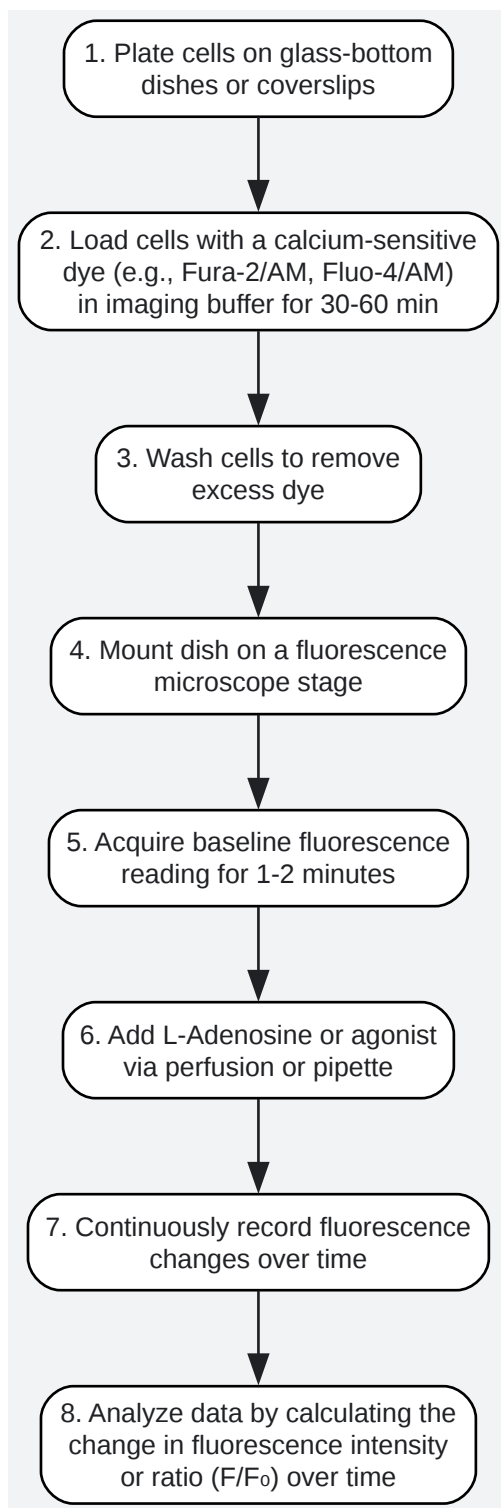 1. Plate cells on glass-bottom
dishes or coverslips
2. Load cells with a calcium-sensitive
dye (e.g., Fura-2/AM, Fluo-4/AM)
in imaging buffer for 30-60 min
3. Wash cells to remove
excess dye
4. Mount dish on a fluorescence
microscope stage
5. Acquire baseline fluorescence
reading for 1-2 minutes
6. Add L-Adenosine or agonist
via perfusion or pipette
7. Continuously record fluorescence
changes over time
8. Analyze data by calculating the
change in fluorescence intensity
or ratio (F/F₀) over time